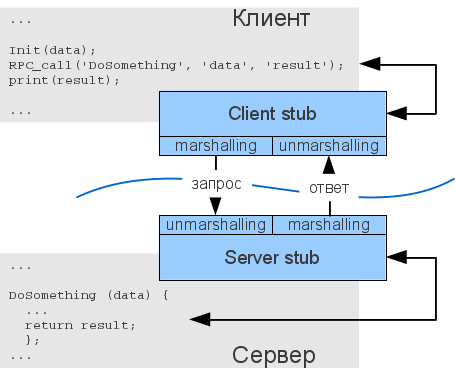 Клиент
...
Init(data);
RPC_call('DoSomething', 'data', 'result');
print(result);
...
Client stub
marshalling unmarshalling
запрос ответ
unmarshalling marshalling
Server stub
...
DoSomething (data) {
...
return result;
};
...
Сервер